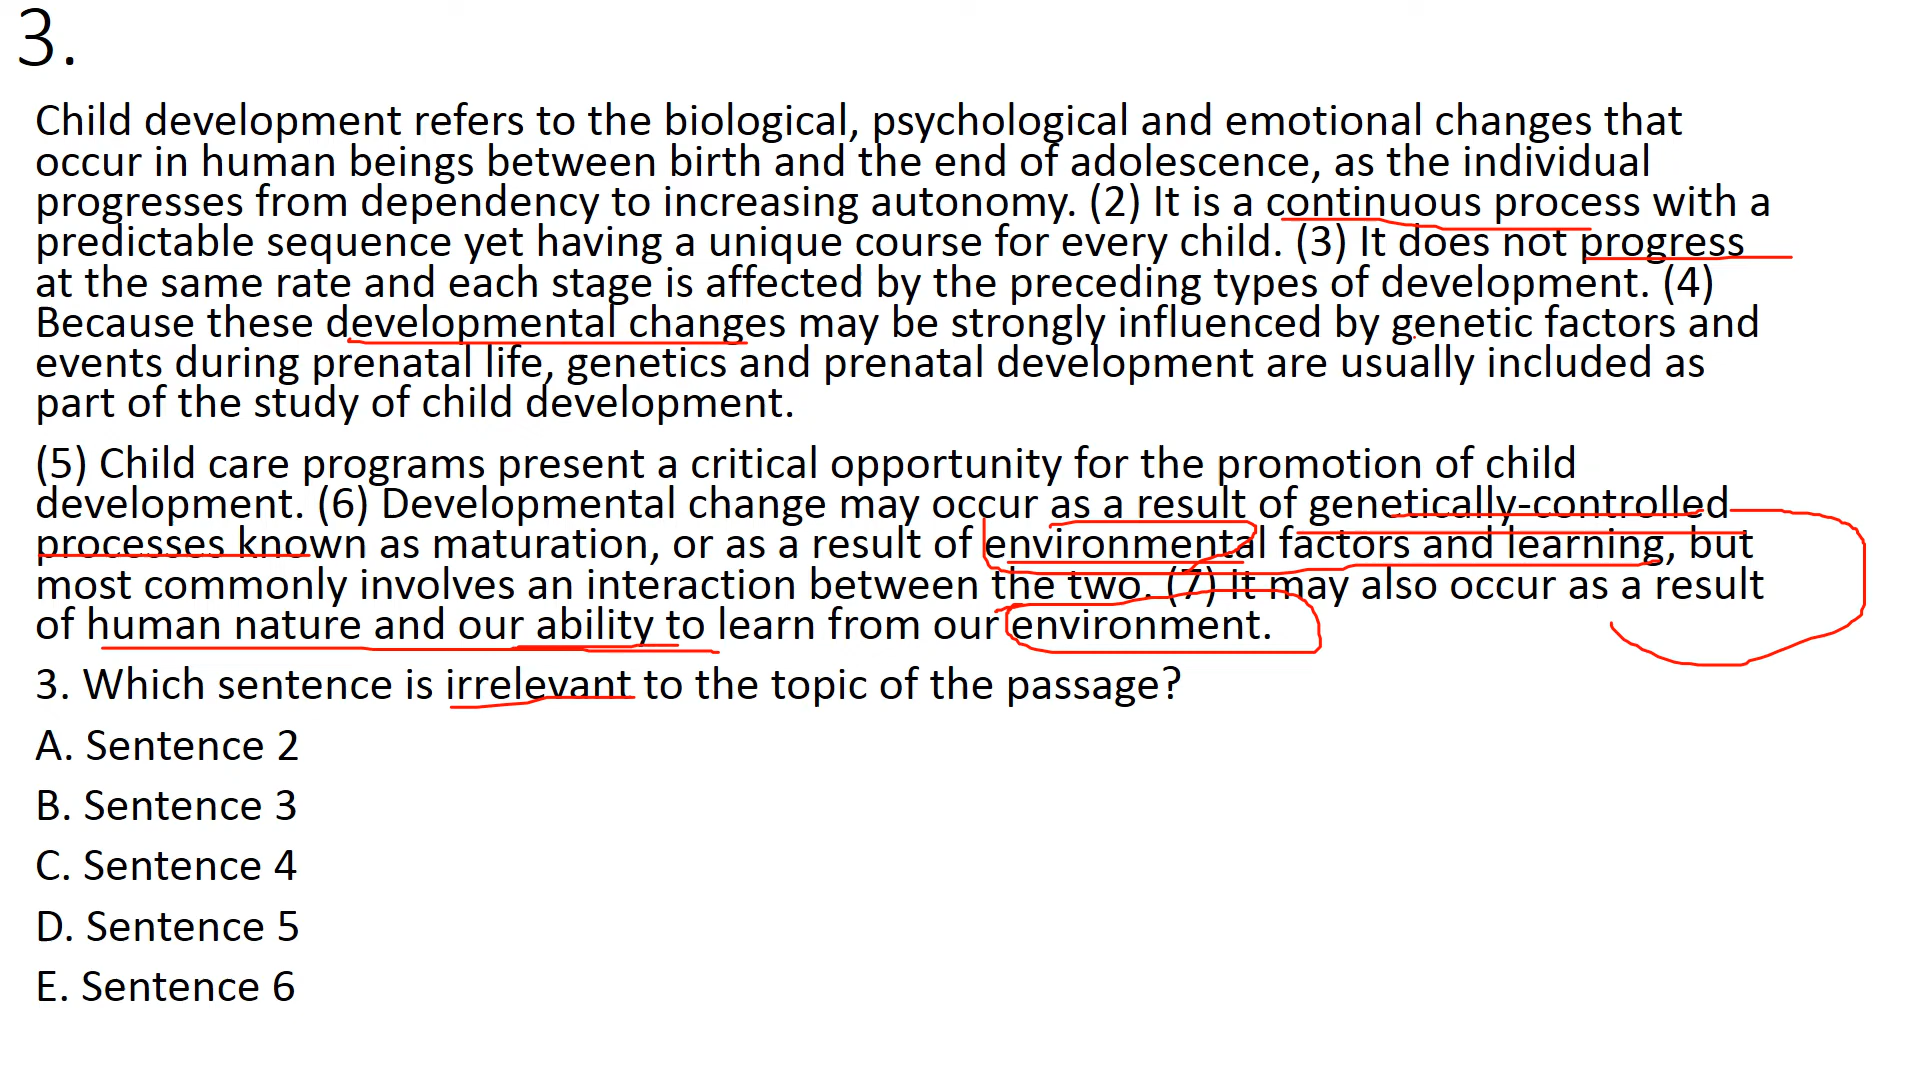 3.
Child development refers to the biological, psychological and emotional changes that
occur in human beings between birth and the end of adolescence, as the individual
progresses from dependency to increasing autonomy. (2) It is a continuous process with a
predictable sequence yet having a unique course for every child. (3) It does not progress
at the same rate and each stage is affected by the preceding types of development. (4)
Because these developmental changes may be strongly influenced by genetic factors and
events during prenatal life, genetics and prenatal development are usually included as
part of the study of child development.
(5) Child care programs present a critical opportunity for the promotion of child
development. (6) Developmental change may occur as a result of genetically-controlled
processes known as maturation, or as a result of environmental factors and learning, but
most commonly involves an interaction between the two. (7) It may also occur as a result
of human nature and our ability to learn from our environment.
3. Which sentence is irrelevant to the topic of the passage?
A. Sentence 2
B. Sentence 3
C. Sentence 4
D. Sentence 5
E. Sentence 6